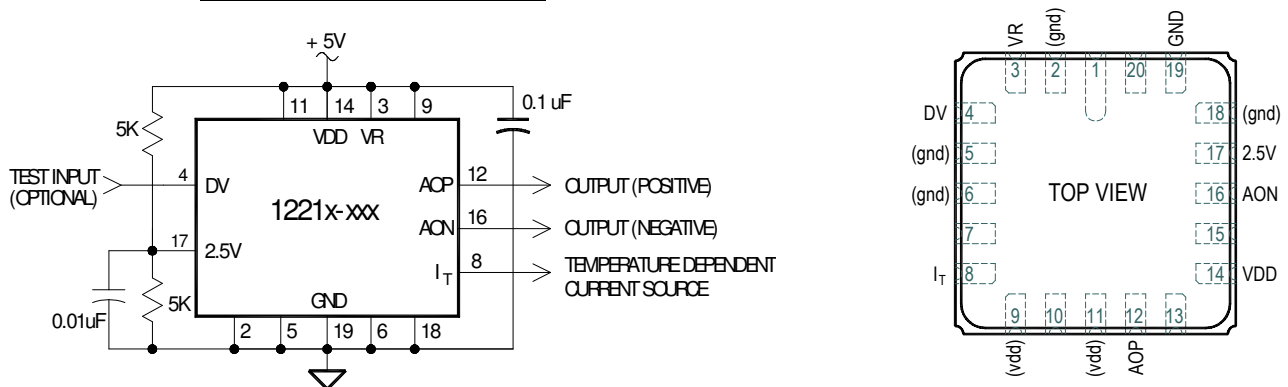 + 5V
0.1 uF
11 14 3 9
5K
VDD VR
TEST INPUT
(OPTIONAL)
4 DV
AOP 12 OUTPUT (POSITIVE)
1221x-xxx
AON 16 OUTPUT (NEGATIVE)
17 2.5V
IT 8 TEMPERATURE DEPENDENT
CURRENT SOURCE
5K
GND
0.01uF
2 5 19 6 18
VR (gnd) GND
3 2 1 20 19
DV 4 18 (gnd)
(gnd) 5 17 2.5V
(gnd) 6 TOP VIEW 16 AON
7 15
IT 8 14 VDD
9 10 11 12 13
(vdd) (vdd) AOP